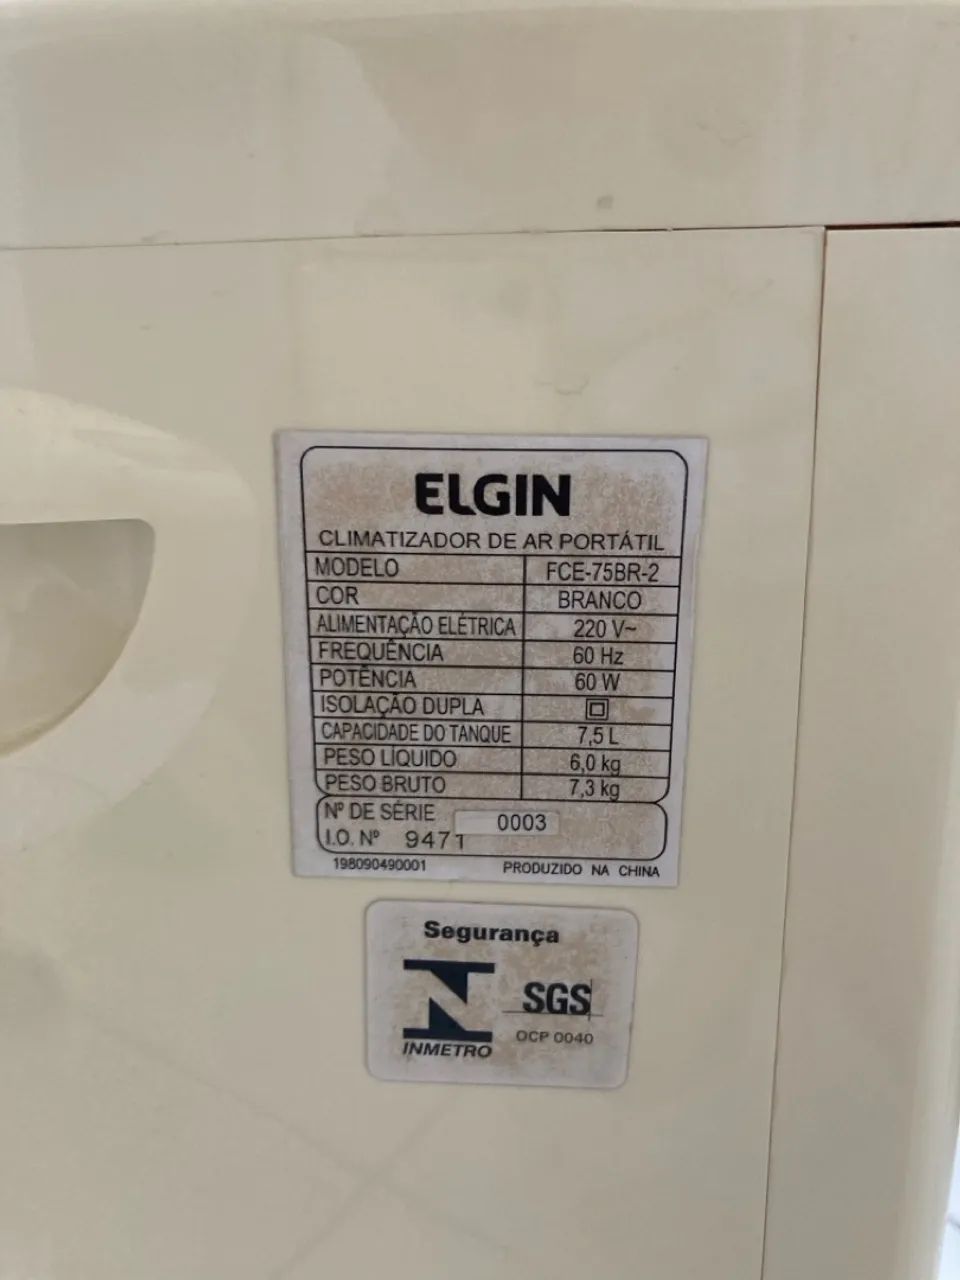 ELGIN
CLIMATIZADOR DE AR PORTÁTIL
MODELO FCE-75BR-2
COR BRANCO
ALIMENTAÇÃO ELÉTRICA 220 V~
FREQUÊNCIA 60 Hz
POTÊNCIA 60 W
ISOLAÇÃO DUPLA
CAPACIDADE DO TANQUE 7,5 L
PESO LÍQUIDO 6,0 kg
PESO BRUTO 7,3 kg
Nº DE SÉRIE 0003
I.O. Nº 9471
198090490001 PRODUZIDO NA CHINA
Segurança
SGS
OCP 0040
INMETRO